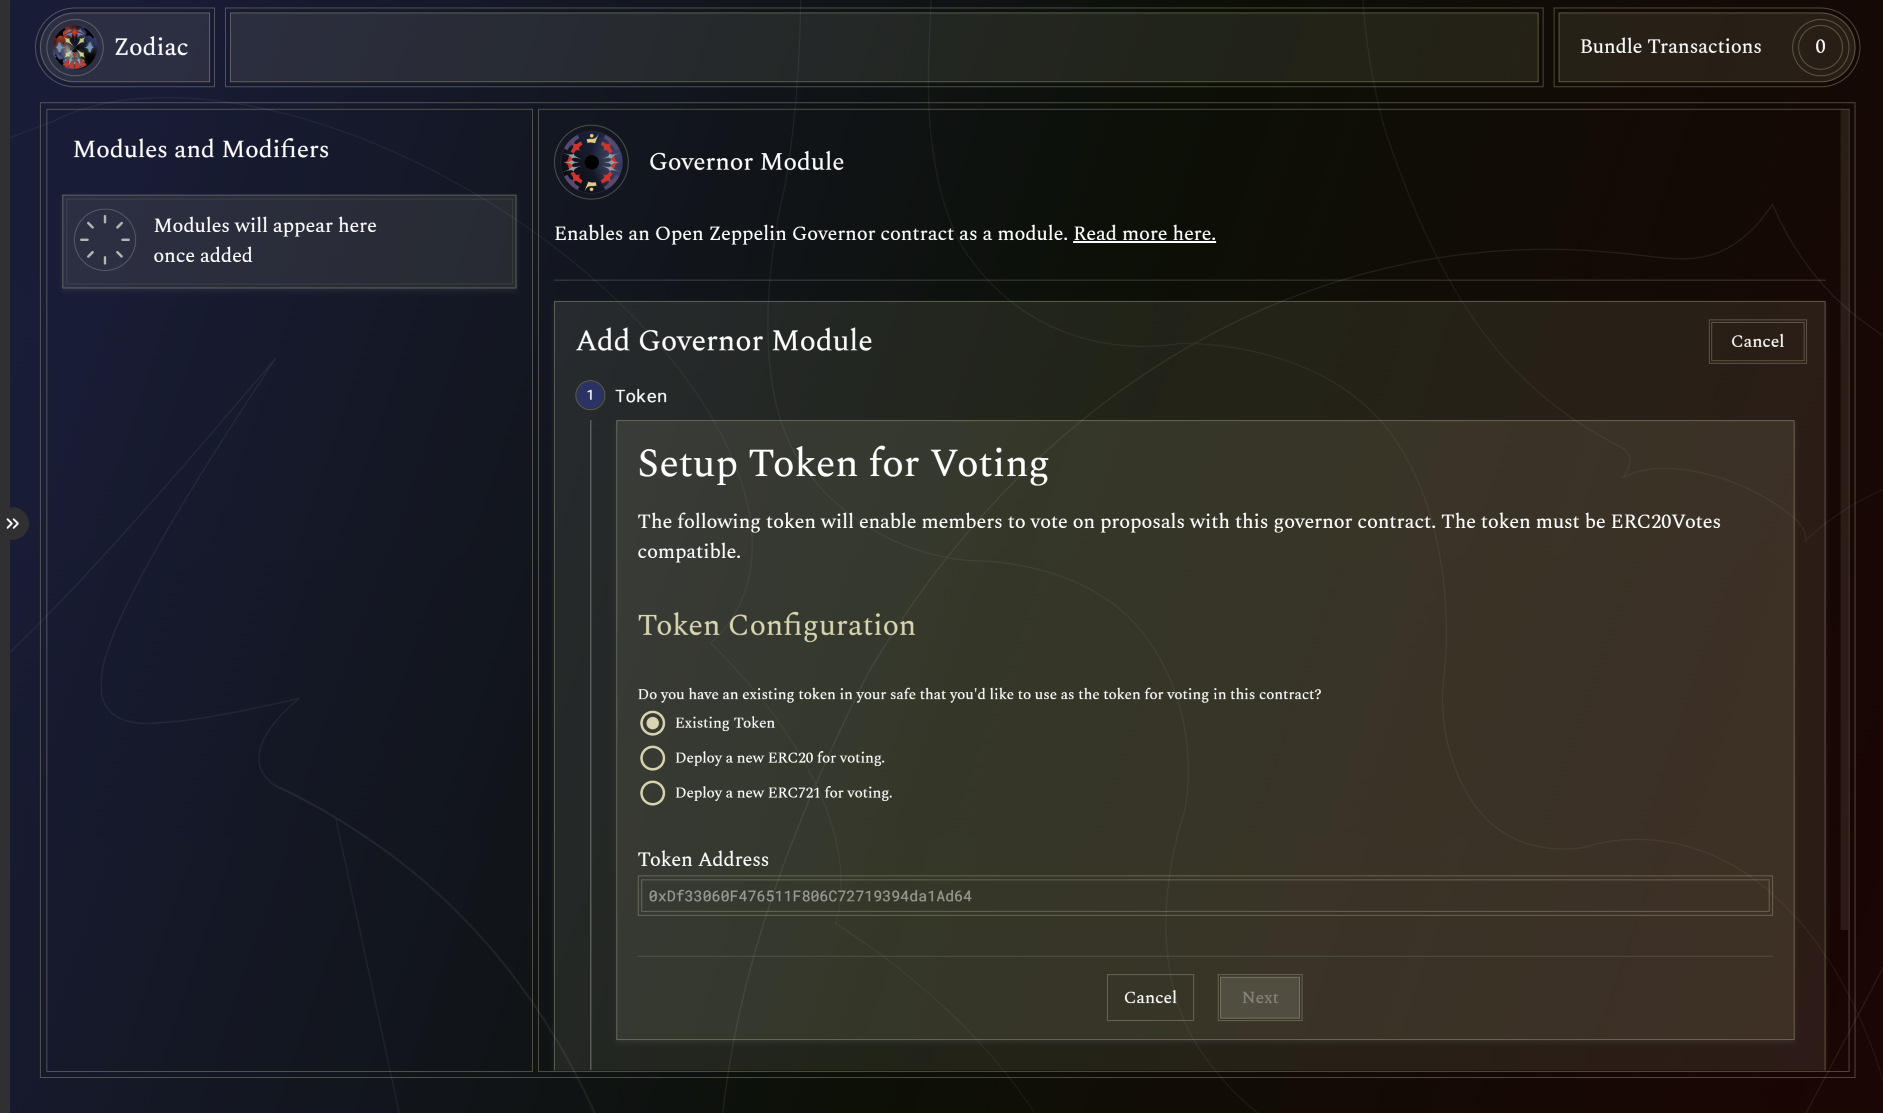 Zodiac
Bundle Transactions
0
Modules and Modifiers
Modules will appear here
once added
Governor Module
Enables an Open Zeppelin Governor contract as a module. Read more here.
Add Governor Module
Cancel
1
Token
Setup Token for Voting
The following token will enable members to vote on proposals with this governor contract. The token must be ERC20Votes
compatible.
Token Configuration
Do you have an existing token in your safe that you'd like to use as the token for voting in this contract?
Existing Token
Deploy a new ERC20 for voting.
Deploy a new ERC721 for voting.
Token Address
0xDf33060F476511F806C72719394da1Ad64
Cancel
Next